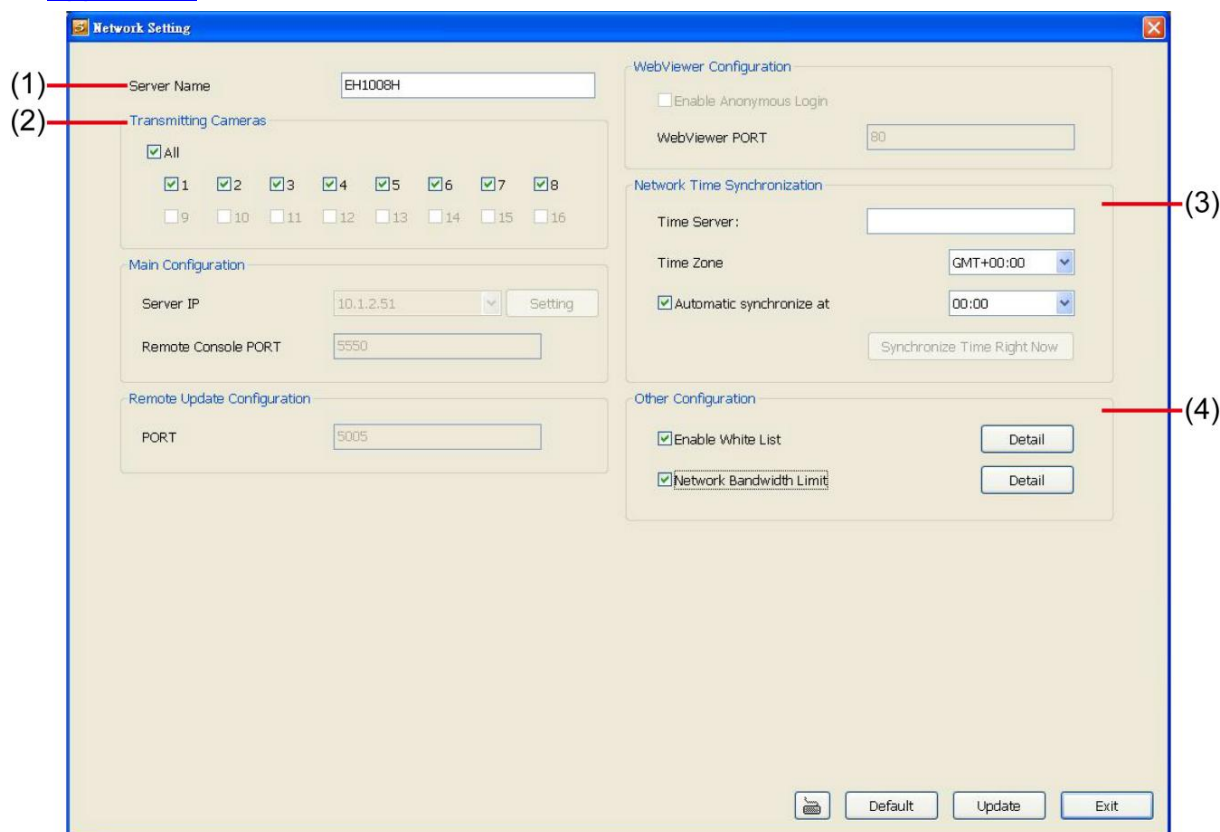 Network Setting
(1)
Server Name
EH1008H
(2)
Transmitting Cameras
All
1 2 3 4 5 6 7 8
9 10 11 12 13 14 15 16
Main Configuration
Server IP
10.1.2.51
Setting
Remote Console PORT
5550
Remote Update Configuration
PORT
5005
WebViewer Configuration
Enable Anonymous Login
WebViewer PORT
80
Network Time Synchronization
(3)
Time Server:
Time Zone
GMT+00:00
Automatic synchronize at
00:00
Synchronize Time Right Now
Other Configuration
(4)
Enable White List
Detail
Network Bandwidth Limit
Detail
Default
Update
Exit